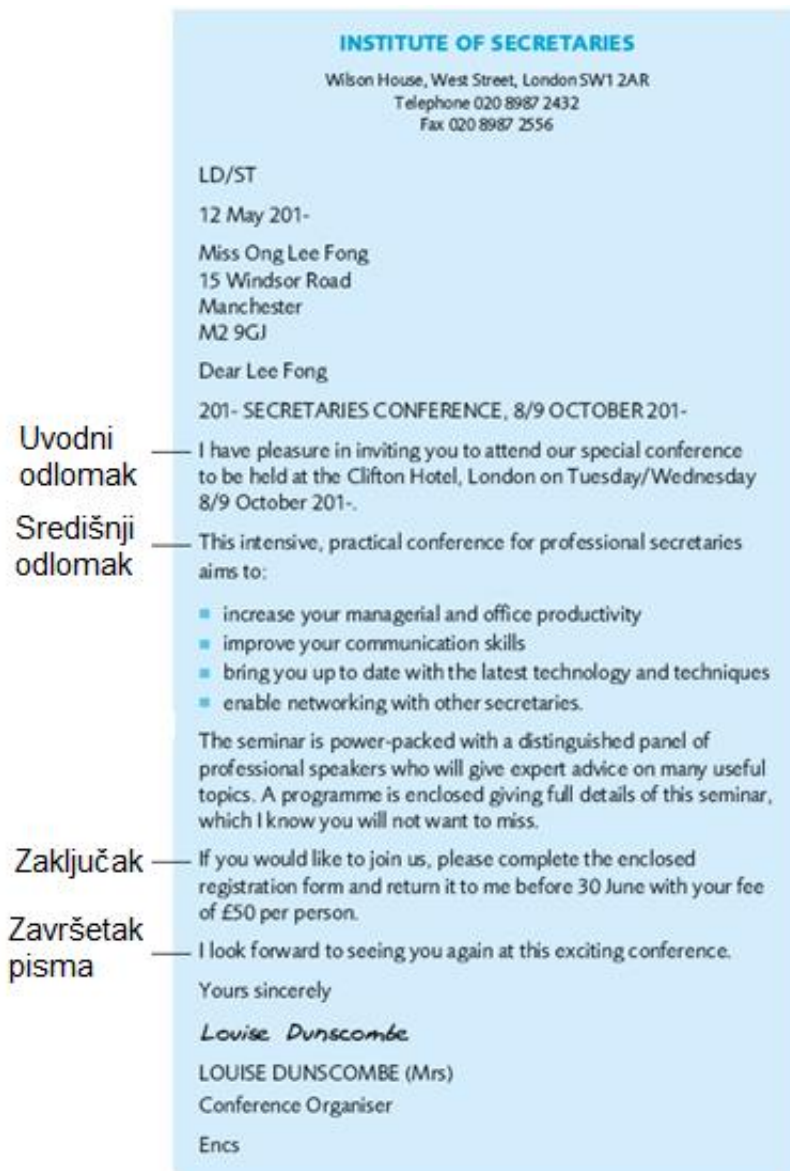 INSTITUTE OF SECRETARIES
Wilson House, West Street, London SW1 2AR
Telephone 020 8987 2432
Fax 020 8987 2556
LD/ST
12 May 201-
Miss Ong Lee Fong
15 Windsor Road
Manchester
M2 9GJ
Dear Lee Fong
201- SECRETARIES CONFERENCE, 8/9 OCTOBER 201-
Uvodni
odlomak
I have pleasure in inviting you to attend our special conference
to be held at the Clifton Hotel, London on Tuesday/Wednesday
8/9 October 201-.
Središnji
odlomak
This intensive, practical conference for professional secretaries
aims to:
increase your managerial and office productivity
improve your communication skills
bring you up to date with the latest technology and techniques
enable networking with other secretaries.
The seminar is power-packed with a distinguished panel of
professional speakers who will give expert advice on many useful
topics. A programme is enclosed giving full details of this seminar,
which I know you will not want to miss.
Zaključak
If you would like to join us, please complete the enclosed
registration form and return it to me before 30 June with your fee
of £50 per person.
Završetak
pisma
I look forward to seeing you again at this exciting conference.
Yours sincerely
Louise Dunscombe
LOUISE DUNSCOMBE (Mrs)
Conference Organiser
Encs